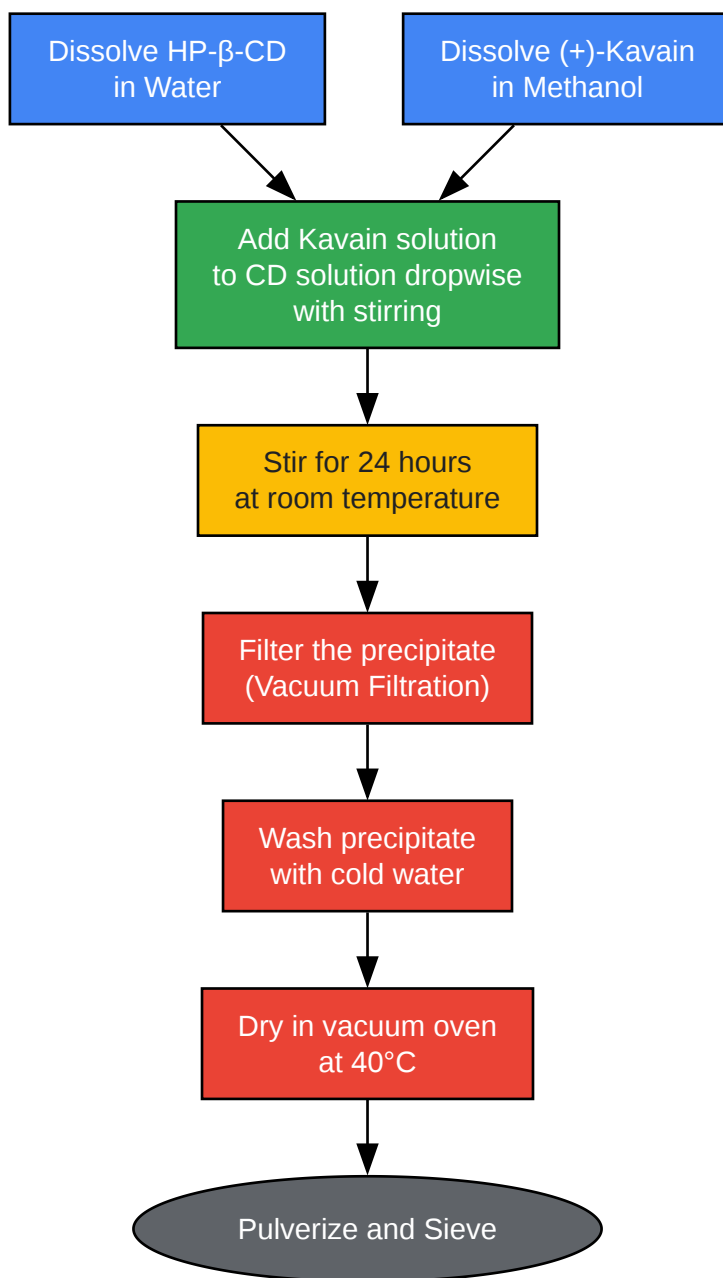 Dissolve HP-β-CD
in Water
Dissolve (+)-Kavain
in Methanol
Add Kavain solution
to CD solution dropwise
with stirring
Stir for 24 hours
at room temperature
Filter the precipitate
(Vacuum Filtration)
Wash precipitate
with cold water
Dry in vacuum oven
at 40°C
Pulverize and Sieve